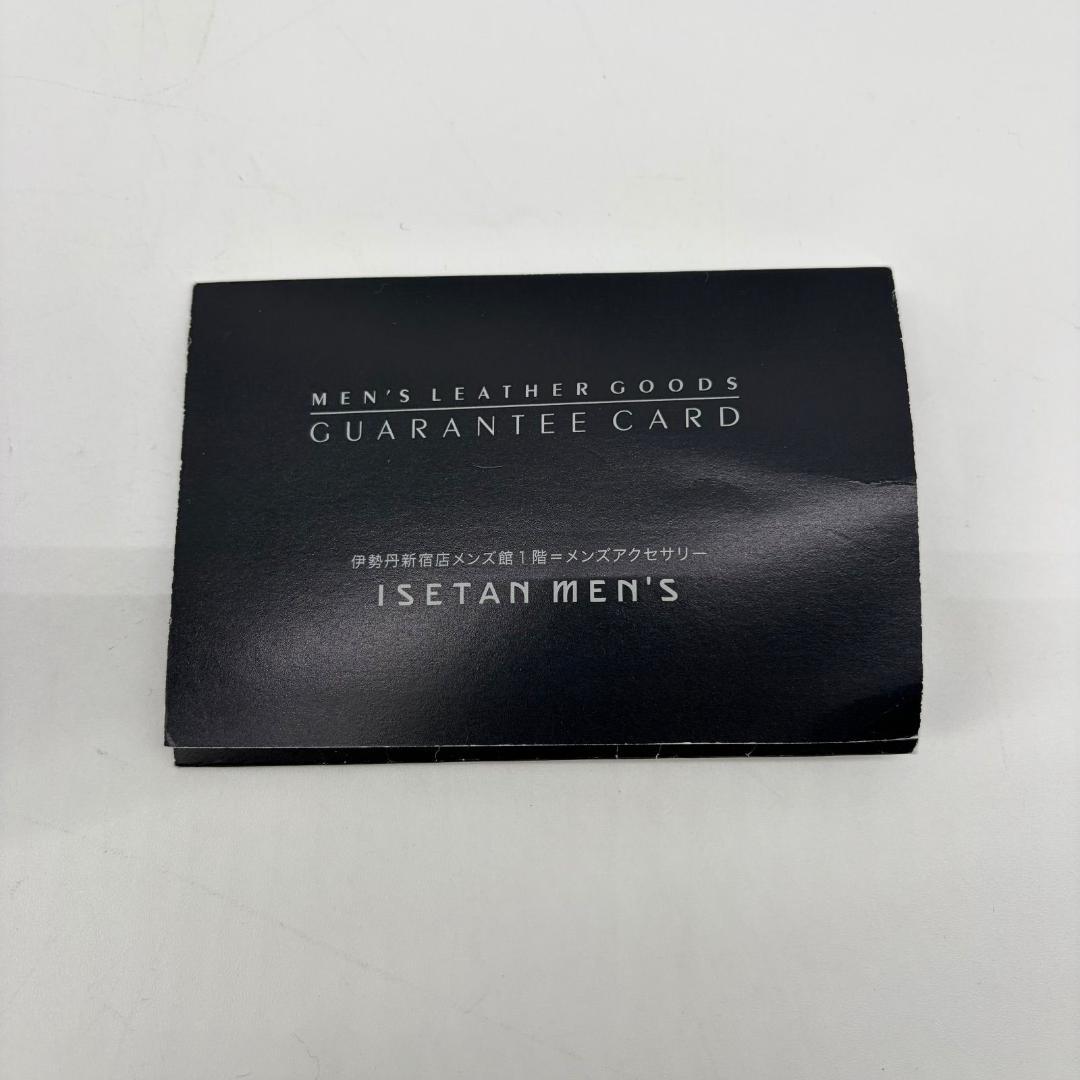 MEN'S LEATHER GOODS
GUARANTEE CARD
伊勢丹新宿店メンズ館1階=メンズアクセサリー
ISETAN MEN'S